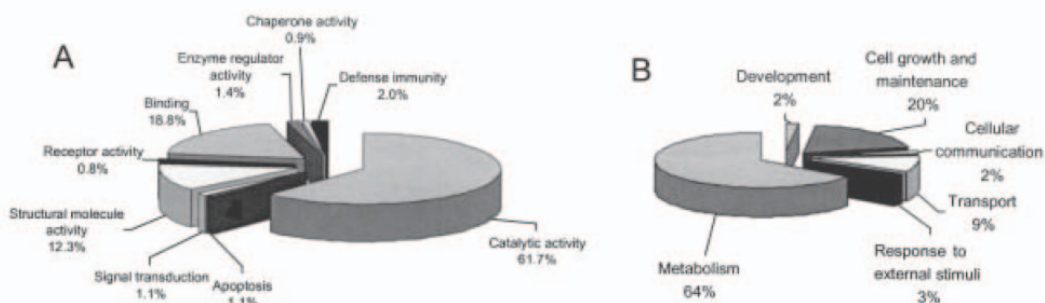 A
Chaperone activity
0.9%
Enzyme regulator
activity
1.4%
Defense immunity
2.0%
Binding
18.8%
Receptor activity
0.8%
Structural molecule
activity
12.3%
Signal transduction
1.1%
Apoptosis
1.1%
Catalytic activity
61.7%
B
Development
2%
Cell growth and
maintenance
20%
Cellular
communication
2%
Transport
9%
Response to
external stimuli
3%
Metabolism
64%